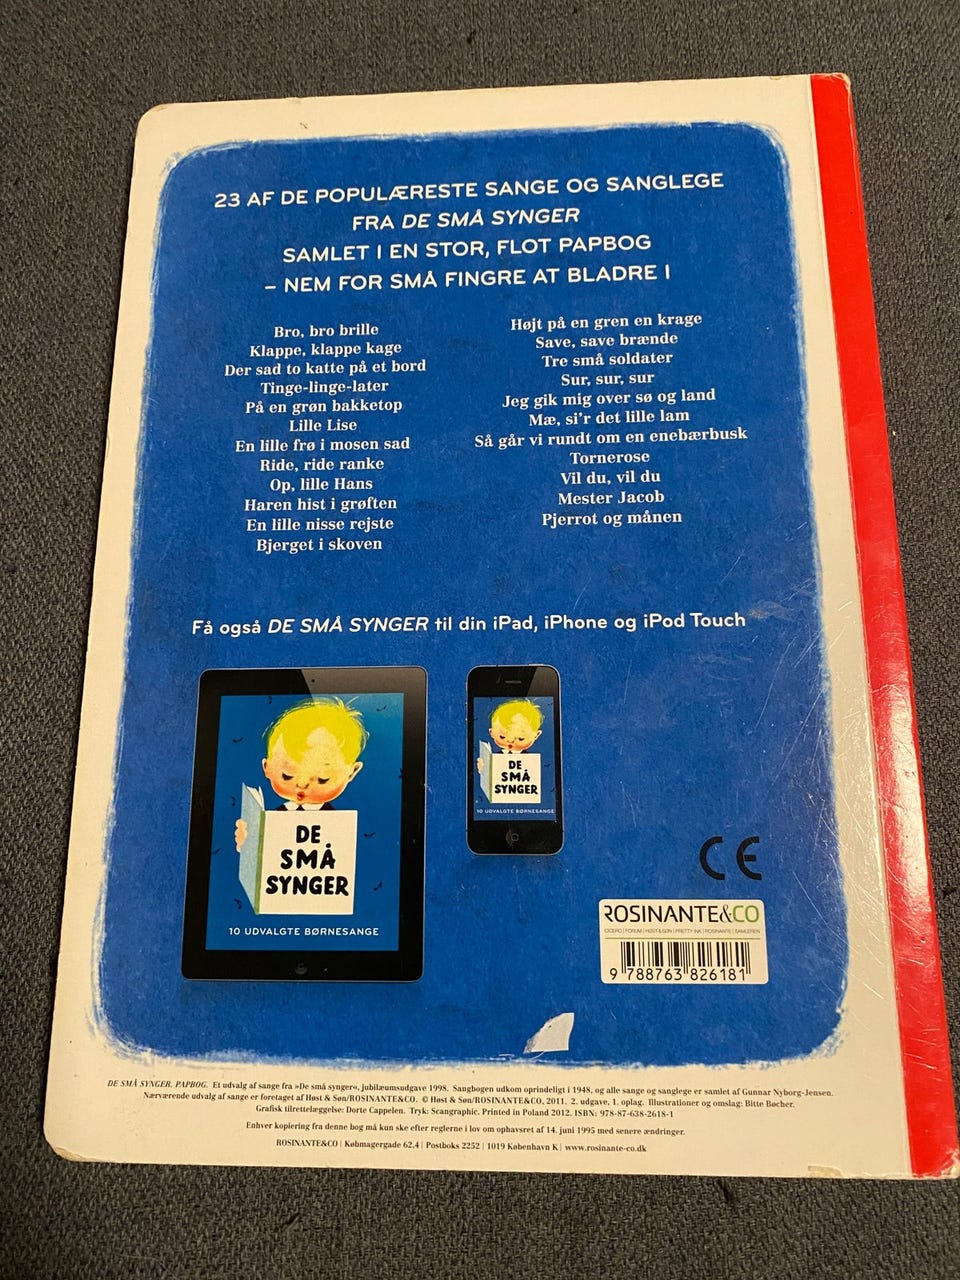 23 AF DE POPULÆRESTE SANGE OG SANGLEGE
FRA DE SMÅ SYNGER
SAMLET I EN STOR, FLOT PAPBOG
– NEM FOR SMÅ FINGRE AT BLADRE I
Bro, bro brille
Klappe, klappe kage
Der sad to katte på et bord
Tinge-linge-later
På en grøn bakketop
Lille Lise
En lille frø i mosen sad
Ride, ride ranke
Op, lille Hans
Haren hist i grøften
En lille nisse rejste
Bjerget i skoven
Højt på en gren en krage
Save, save brænde
Tre små soldater
Sur, sur, sur
Jeg gik mig over sø og land
Mæ, si'r det lille lam
Så går vi rundt om en enebærbusk
Tornerose
Vil du, vil du
Mester Jacob
Pjerrot og månen
Få også DE SMÅ SYNGER til din iPad, iPhone og iPod Touch
DE
SMÅ
SYNGER
10 UDVALGTE BØRNESANGE
DE
SMÅ
SYNGER
10 UDVALGTE BØRNESANGE
CE
ROSINANTE&CO
CICERO | FORUM | HØST & SØN | PRETTY INK | ROSINANTE | SAMLEREN
9 788763 826181
DE SMÅ SYNGER. PAPBOG. Et udvalg af sange fra »De små synger«, jubilæumsudgave 1998. Sangbogen udkom oprindeligt i 1948, og alle sange og sanglege er samlet af Gunnar Nyborg-Jensen.
Nærværende udvalg af sange er foretaget af Høst & Søn/ROSINANTE&CO. © Høst & Søn/ROSINANTE&CO, 2011. 2. udgave, 1. oplag. Illustrationer og omslag: Bitte Bøcher.
Grafisk tilrettelæggelse: Dorte Cappelen. Tryk: Scangraphic. Printed in Poland 2012. ISBN: 978-87-638-2618-1
Enhver kopiering fra denne bog må kun ske efter reglerne i lov om ophavsret af 14. juni 1995 med senere ændringer.
ROSINANTE&CO | Købmagergade 62,4 | Postboks 2252 | 1019 København K | www.rosinante-co.dk